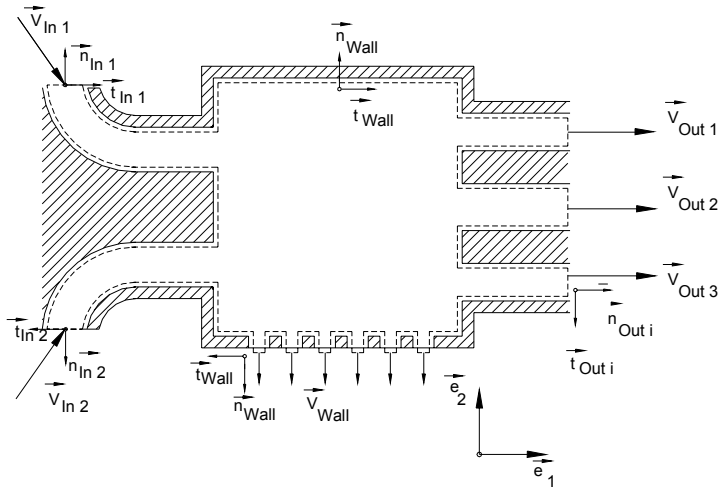 V In 1
n In 1
t In 1
n Wall
t Wall
V Out 1
V Out 2
V Out 3
n Out i
t Out i
t In 2
n In 2
V In 2
t Wall
n Wall
V Wall
e 2
e 1